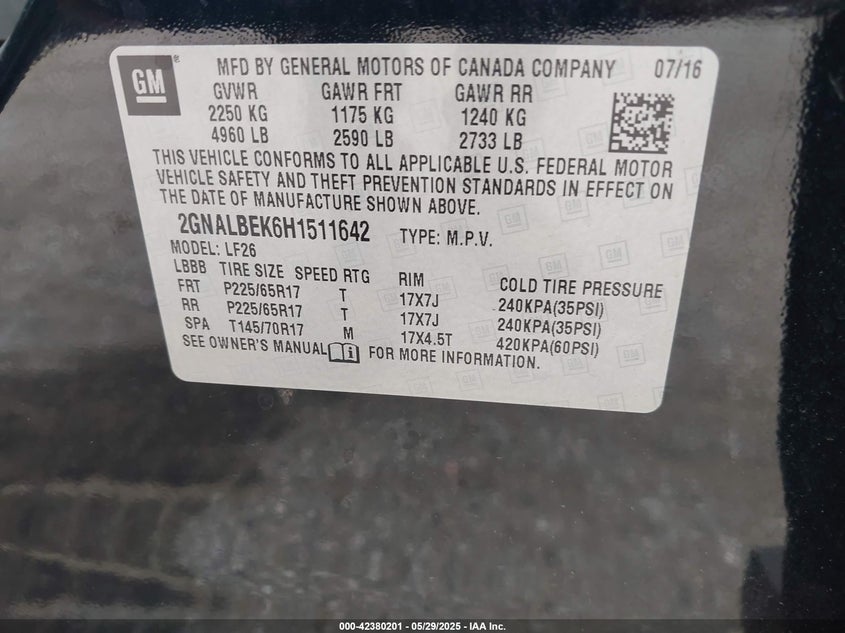 GM ® MFD BY GENERAL MOTORS OF CANADA COMPANY 07/16
GVWR GAWR FRT GAWR RR
2250 KG 1175 KG 1240 KG
4960 LB 2590 LB 2733 LB
THIS VEHICLE CONFORMS TO ALL APPLICABLE U.S. FEDERAL MOTOR
VEHICLE SAFETY AND THEFT PREVENTION STANDARDS IN EFFECT ON
THE DATE OF MANUFACTURE SHOWN ABOVE.
2GNALBEK6H1511642 TYPE: M.P.V.
MODEL: LF26
LBBB TIRE SIZE SPEED RTG RIM COLD TIRE PRESSURE
FRT P225/65R17 T 17X7J 240KPA(35PSI)
RR P225/65R17 T 17X7J 240KPA(35PSI)
SPA T145/70R17 M 17X4.5T 420KPA(60PSI)
SEE OWNER'S MANUAL FOR MORE INFORMATION.
000-42380201 - 05/29/2025 - IAA Inc.